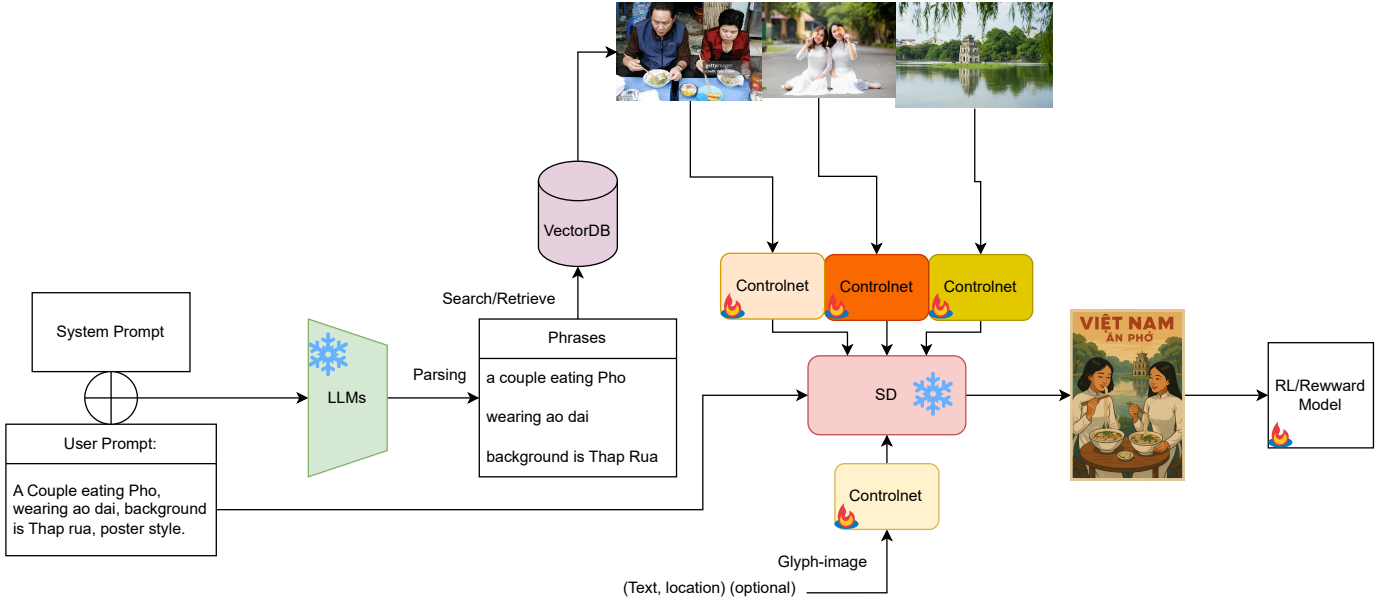 gettyimages
VectorDB
Search/Retrieve
System Prompt
User Prompt:
A Couple eating Pho,
wearing ao dai, background
is Thap rua, poster style.
LLMs
Parsing
Phrases
a couple eating Pho
wearing ao dai
background is Thap Rua
Controlnet
Controlnet
Controlnet
SD
Controlnet
Glyph-image
(Text, location) (optional)
VIỆT NAM
ĂN PHỞ
RL/Rewward
Model